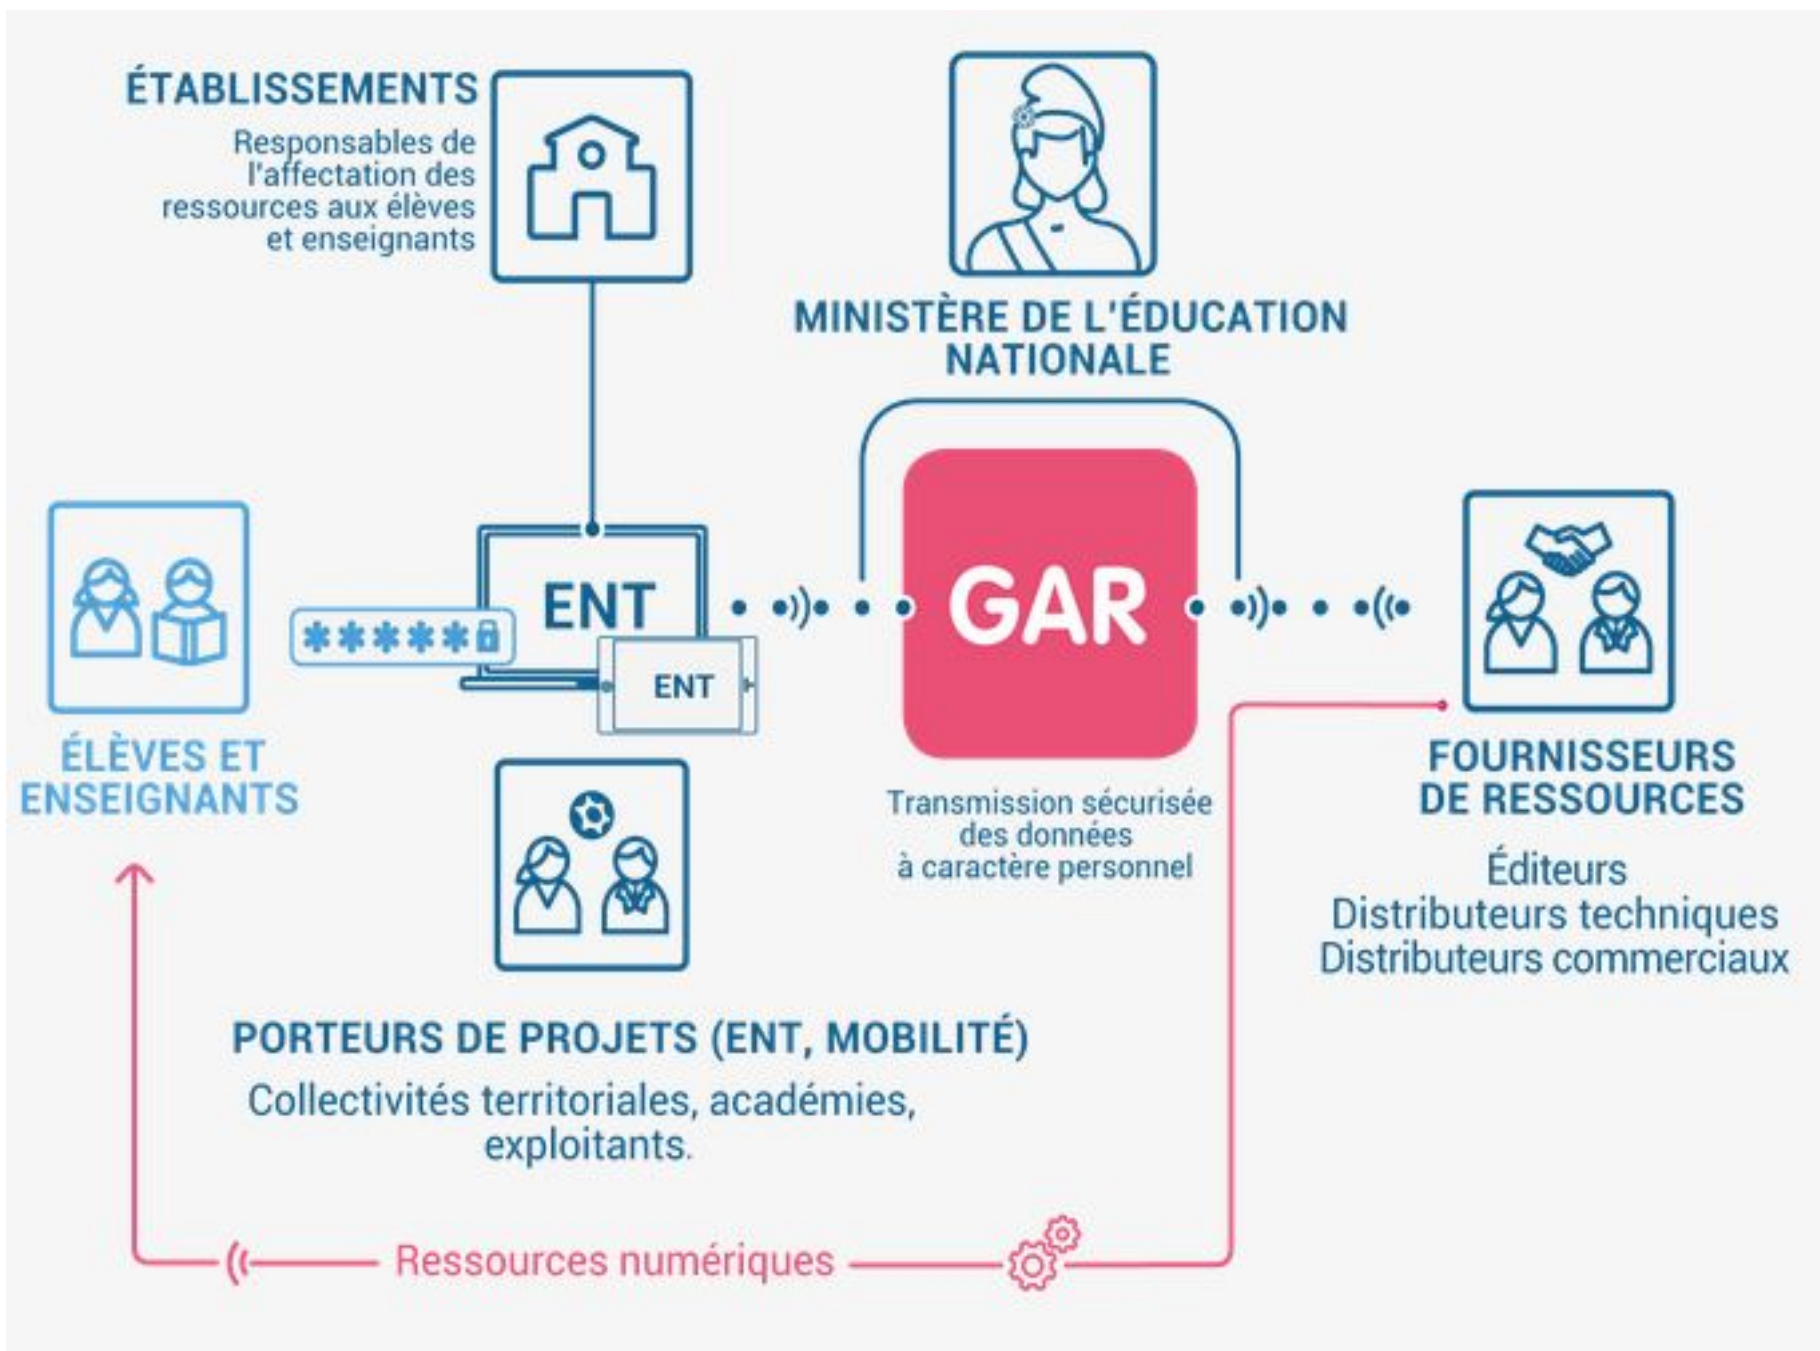 ÉTABLISSEMENTS
Responsables de
l'affectation des
ressources aux élèves
et enseignants
MINISTÈRE DE L'ÉDUCATION
NATIONALE
ENT
*****
ENT
GAR
ÉLÈVES ET
ENSEIGNANTS
Transmission sécurisée
des données
à caractère personnel
FOURNISSEURS
DE RESSOURCES
Éditeurs
Distributeurs techniques
Distributeurs commerciaux
PORTEURS DE PROJETS (ENT, MOBILITÉ)
Collectivités territoriales, académies,
exploitants.
Ressources numériques